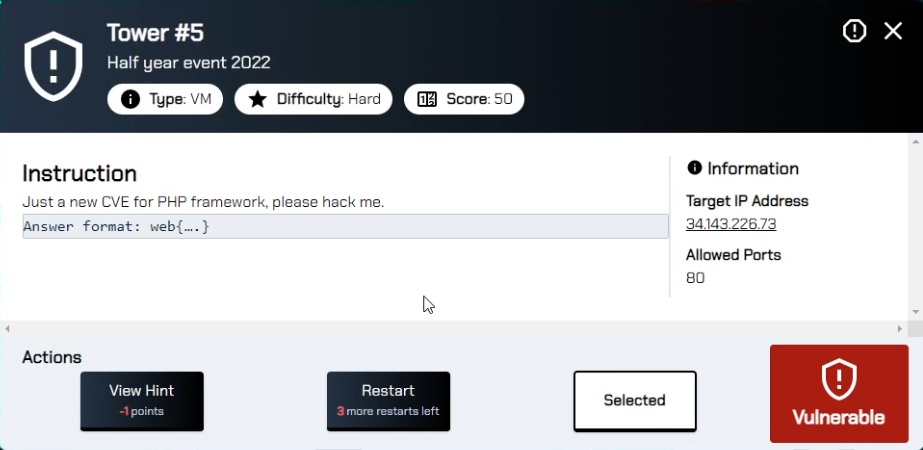 Tower #5
Half year event 2022
Type: VM
Difficulty: Hard
Score: 50
Instruction
Just a new CVE for PHP framework, please hack me.
Answer format: web{….}
Information
Target IP Address
34.143.226.73
Allowed Ports
80
Actions
View Hint
-1 points
Restart
3 more restarts left
Selected
Vulnerable